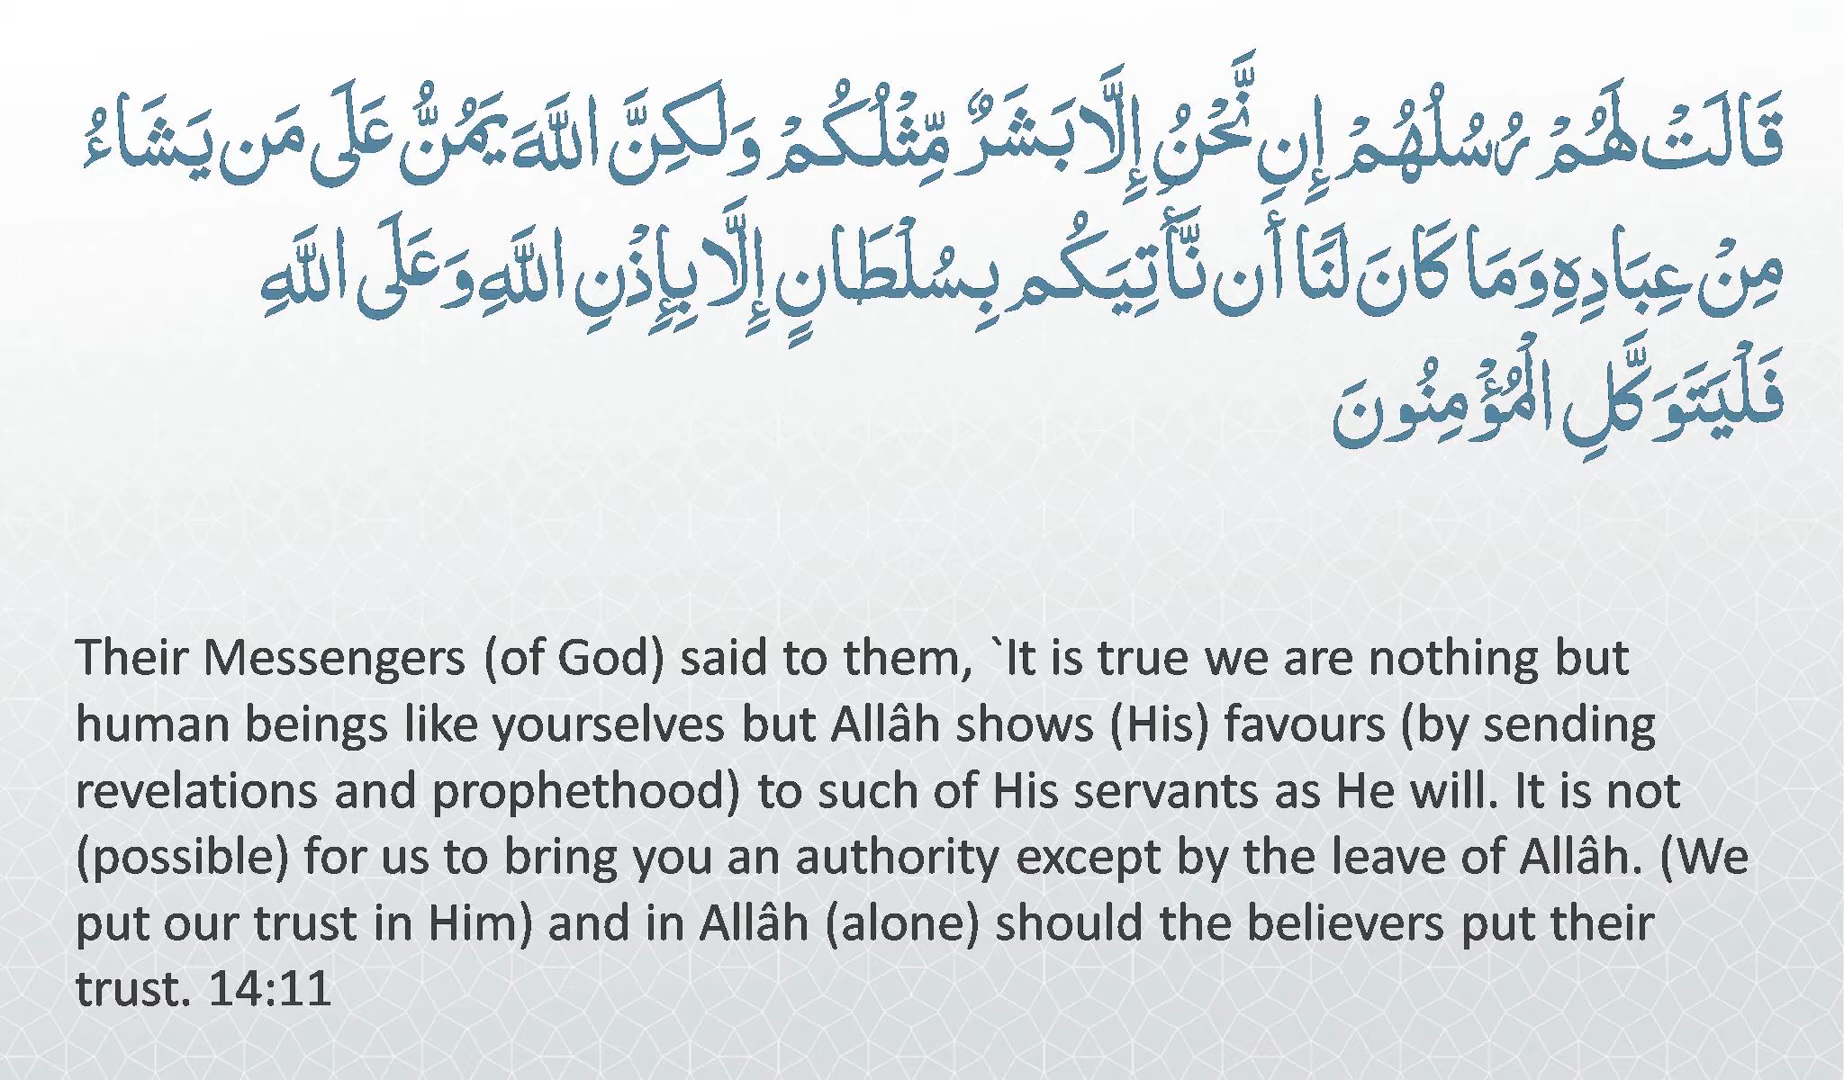 قَالَتْ لَهُمْ رُسُلُهُمْ إِن نَّحْنُ إِلَّا بَشَرٌ مِّثْلُكُمْ وَلَكِنَّ اللَّهَ يَمُنُّ عَلَى مَن يَشَاءُ
مِنْ عِبَادِهِ وَمَا كَانَ لَنَا أَن نَّأْتِيَكُم بِسُلْطَانٍ إِلَّا بِإِذْنِ اللَّهِ وَعَلَى اللَّهِ
فَلْيَتَوَكَّلِ الْمُؤْمِنُونَ
Their Messengers (of God) said to them, `It is true we are nothing but
human beings like yourselves but Allâh shows (His) favours (by sending
revelations and prophethood) to such of His servants as He will. It is not
(possible) for us to bring you an authority except by the leave of Allâh. (We
put our trust in Him) and in Allâh (alone) should the believers put their
trust. 14:11